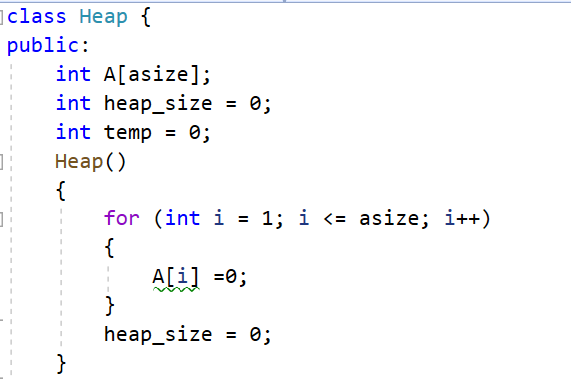 class Heap {
public:
    int A[asize];
    int heap_size = 0;
    int temp = 0;
    Heap()
    {
        for (int i = 1; i <= asize; i++)
        {
            A[i] =0;
        }
        heap_size = 0;
    }